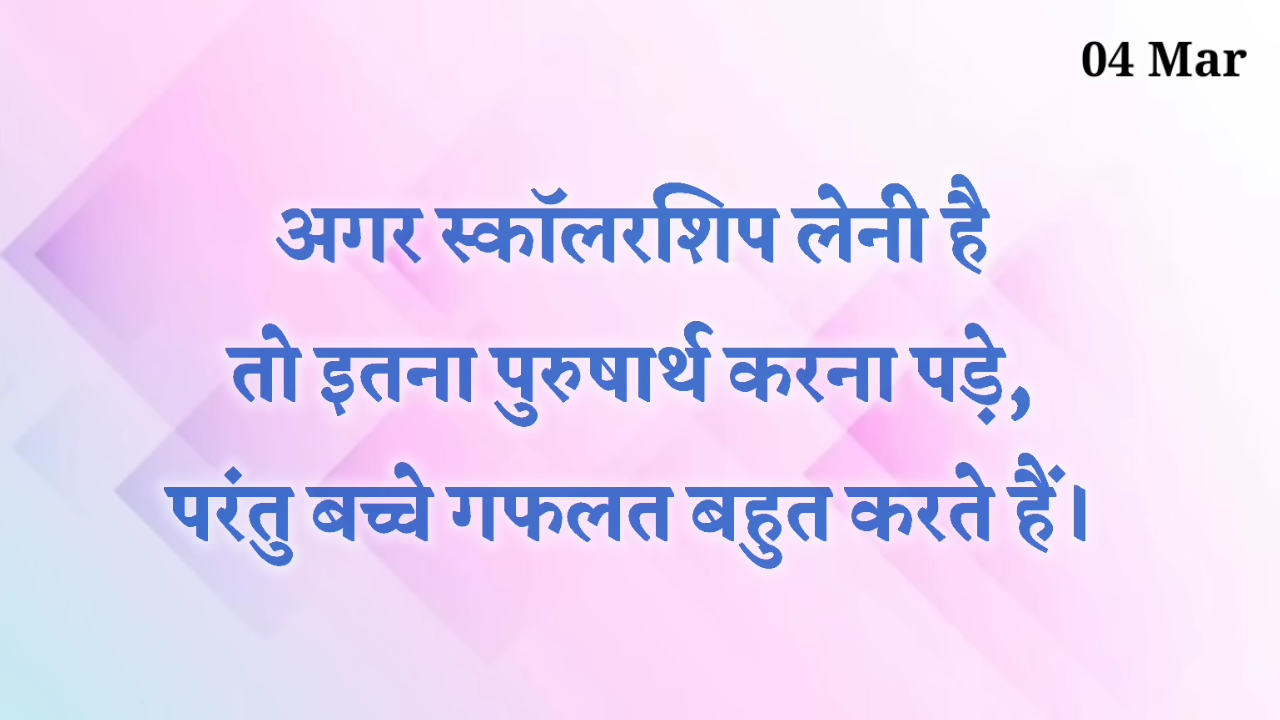 04 Mar
अगर स्कॉलरशिप लेनी है
तो इतना पुरुषार्थ करना पड़े,
परंतु बच्चे गफलत बहुत करते हैं।